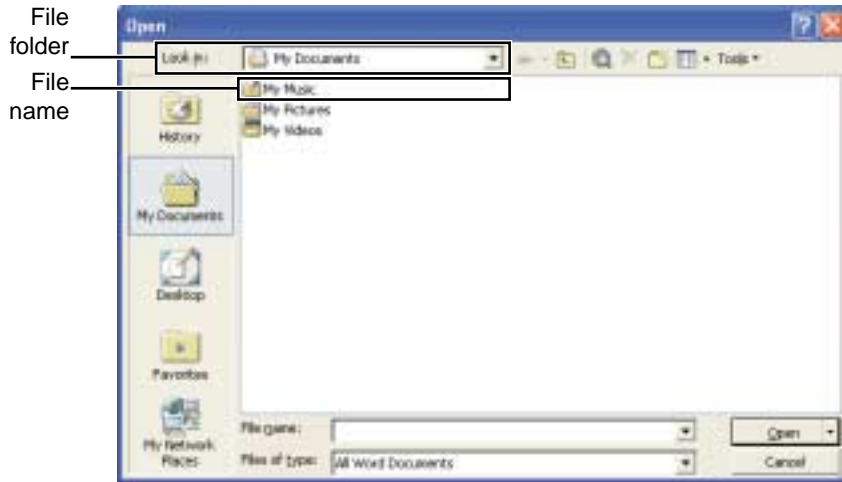 File
folder
File
name
Open
Look in:
My Documents
Tools
My Music
My Pictures
My Videos
History
My Documents
Desktop
Favorites
My Network
Places
File name:
Open
Files of type:
All Word Documents
Cancel